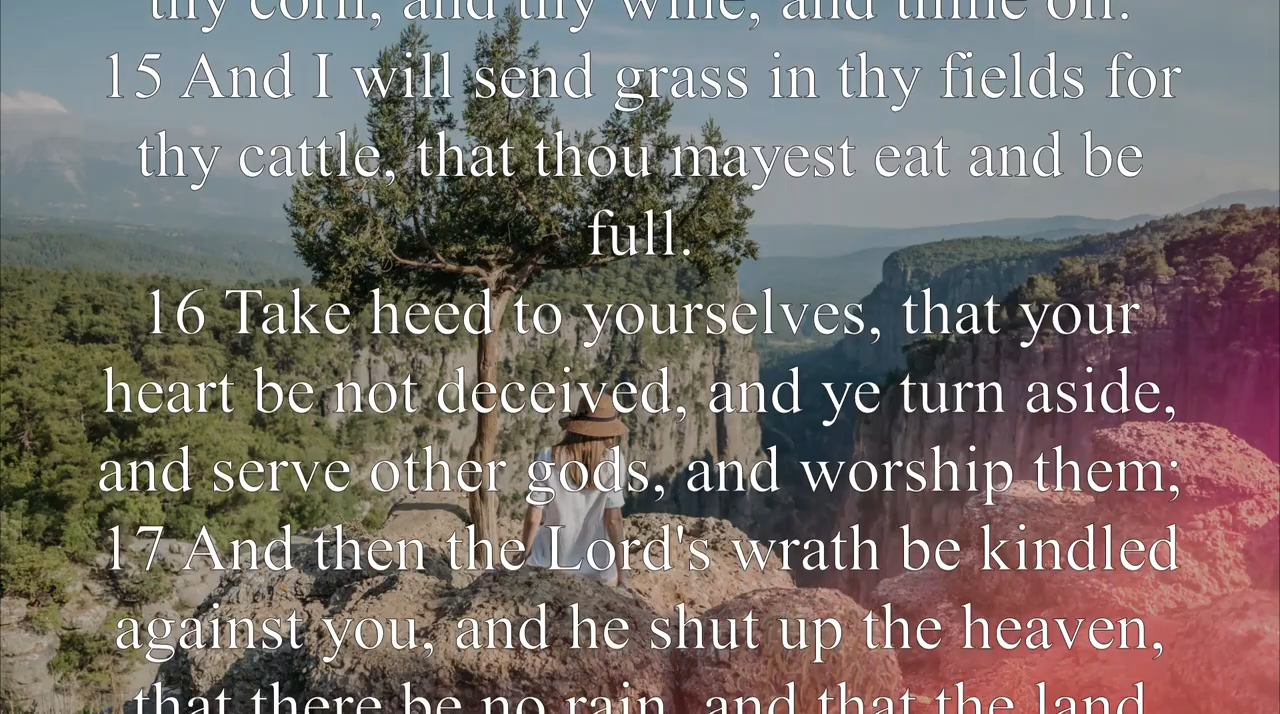 thy corn, and thy wine, and thine oil.
15 And I will send grass in thy fields for
thy cattle, that thou mayest eat and be
full.
16 Take heed to yourselves, that your
heart be not deceived, and ye turn aside,
and serve other gods, and worship them;
17 And then the Lord's wrath be kindled
against you, and he shut up the heaven,
that there be no rain, and that the land